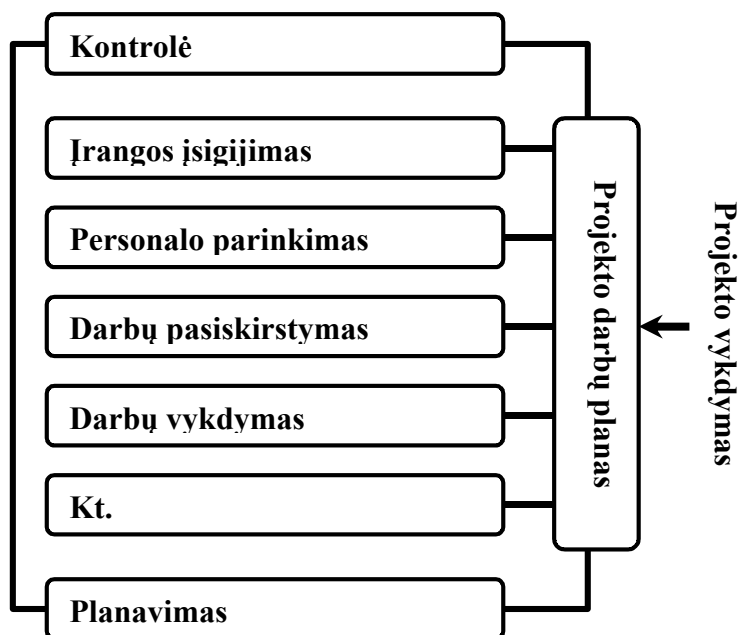 Kontrolė
Įrangos įsigijimas
Personalo parinkimas
Darbų pasiskirstymas
Darbų vykdymas
Kt.
Planavimas
Projekto darbų planas
Projekto vykdymas